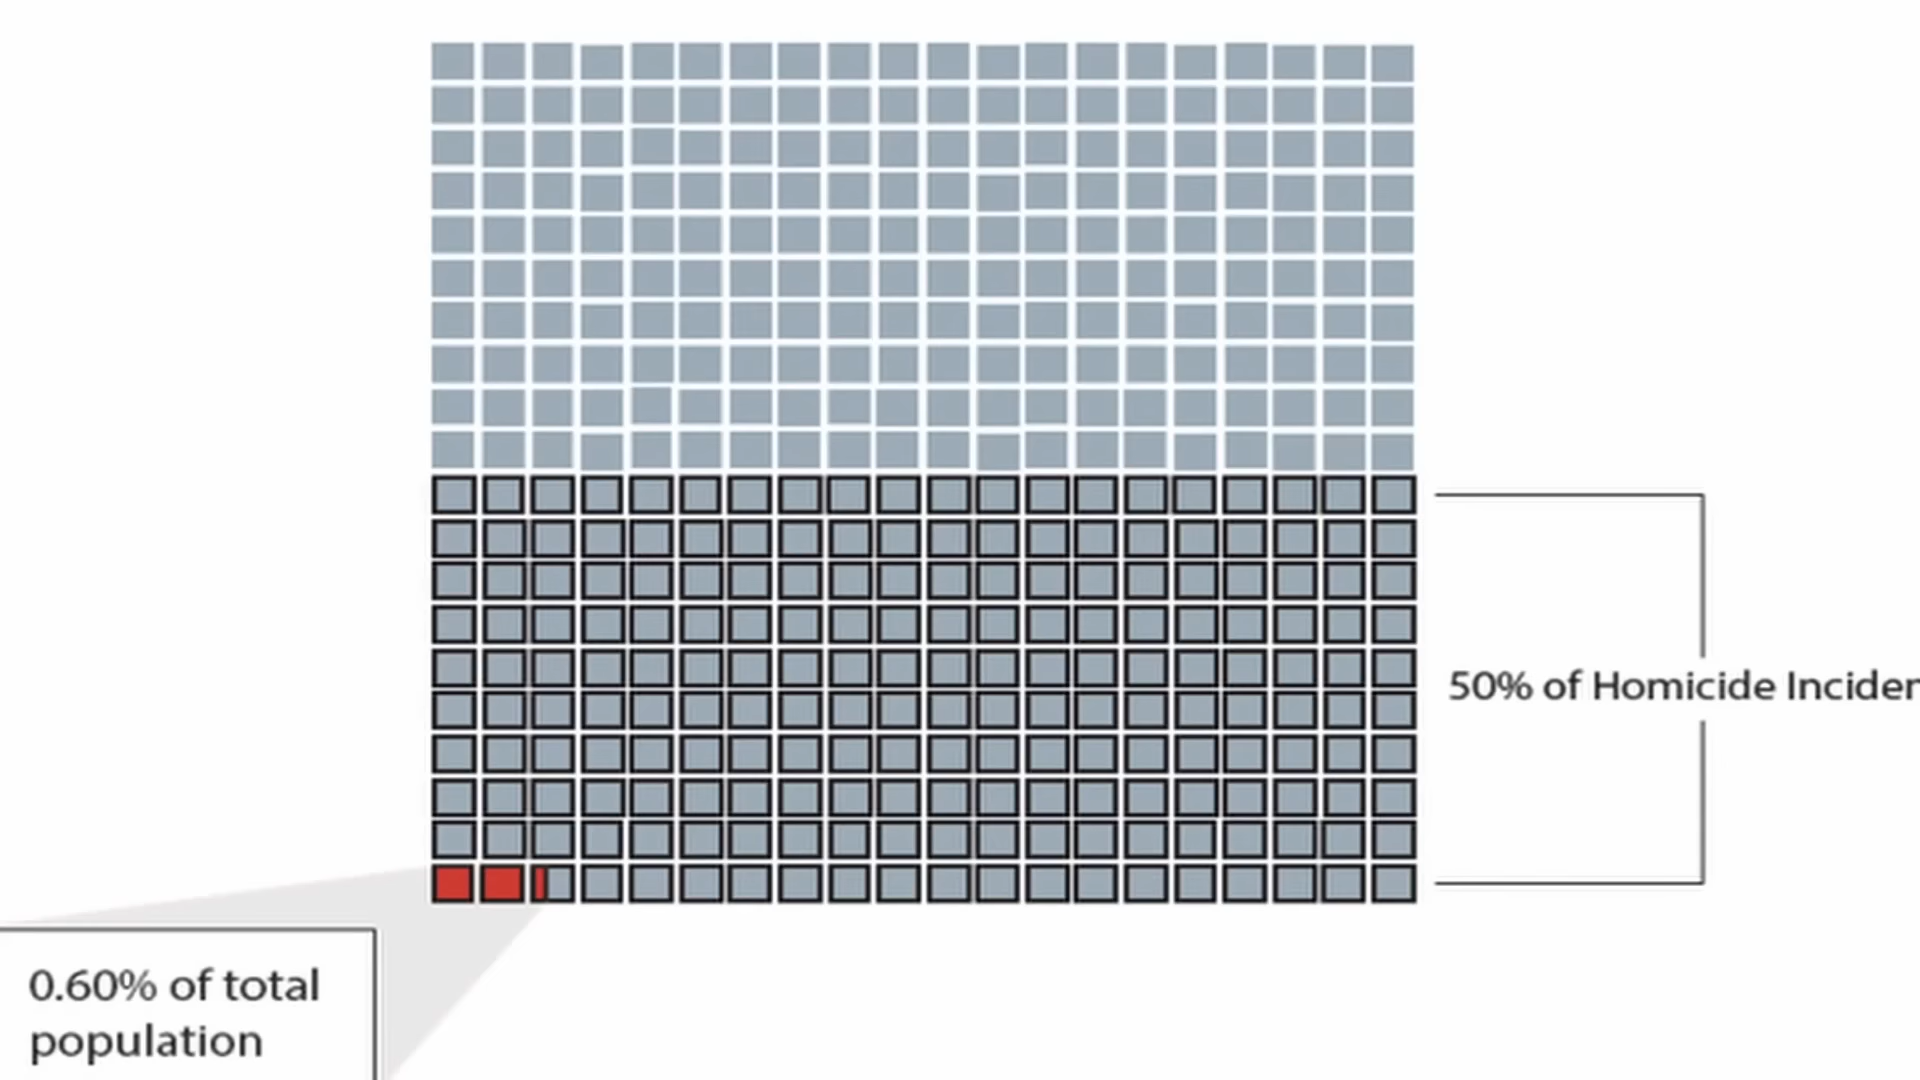 50% of Homicide Inciden
0.60% of total
population